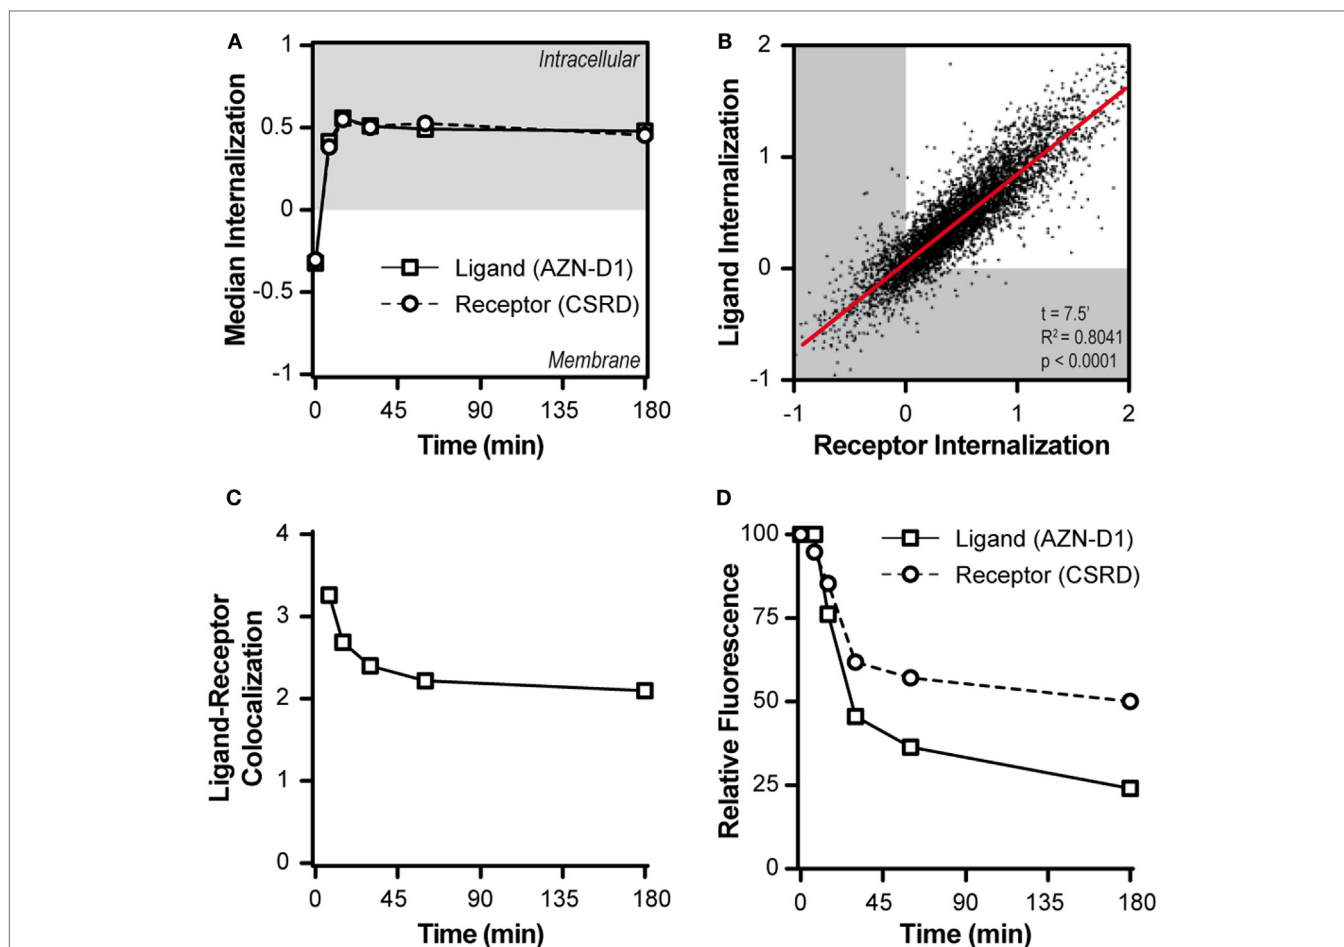 A
Median Internalization
1
0.5
0
-0.5
-1
Intracellular
Ligand (AZN-D1)
Receptor (CSRD)
Membrane
0 45 90 135 180
Time (min)
B
Ligand Internalization
2
1
0
-1
t = 7.5'
R² = 0.8041
p < 0.0001
-1 0 1 2
Receptor Internalization
C
Ligand-Receptor
Colocalization
4
3
2
1
0
0 45 90 135 180
Time (min)
D
Relative Fluorescence
100
75
50
25
0
Ligand (AZN-D1)
Receptor (CSRD)
0 45 90 135 180
Time (min)